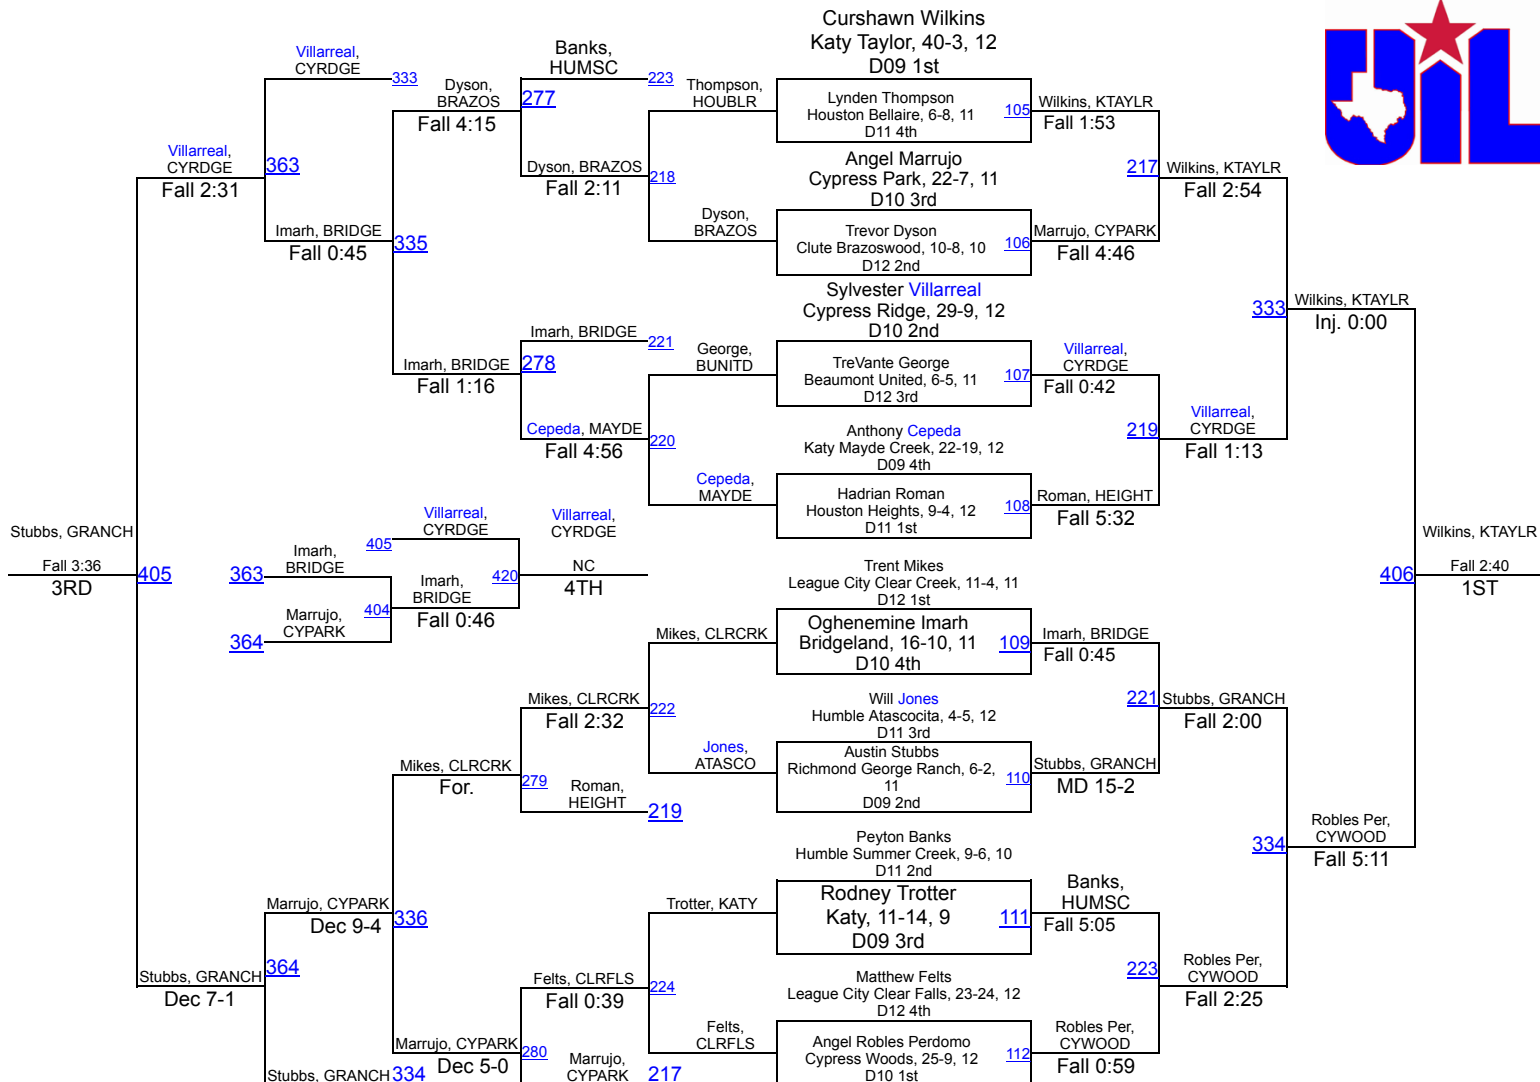 Curshawn Wilkins
Katy Taylor, 40-3, 12
D09 1st
Lynden Thompson
Houston Bellaire, 6-8, 11
D11 4th
105
Angel Marrujo
Cypress Park, 22-7, 11
D10 3rd
Trevor Dyson
Clute Brazoswood, 10-8, 10
D12 2nd
106
Sylvester Villarreal
Cypress Ridge, 29-9, 12
D10 2nd
TreVante George
Beaumont United, 6-5, 11
D12 3rd
107
Anthony Cepeda
Katy Mayde Creek, 22-19, 12
D09 4th
Hadrian Roman
Houston Heights, 9-4, 12
D11 1st
108
Trent Mikes
League City Clear Creek, 11-4, 11
D12 1st
Oghenemine Imarh
Bridgeland, 16-10, 11
D10 4th
109
Will Jones
Humble Atascocita, 4-5, 12
D11 3rd
Austin Stubbs
Richmond George Ranch, 6-2,
11
D09 2nd
110
Peyton Banks
Humble Summer Creek, 9-6, 10
D11 2nd
Rodney Trotter
Katy, 11-14, 9
D09 3rd
111
Matthew Felts
League City Clear Falls, 23-24, 12
D12 4th
Angel Robles Perdomo
Cypress Woods, 25-9, 12
D10 1st
112
Wilkins, KTAYLR
Fall 1:53
Marrujo, CYPARK
Fall 4:46
Villarreal,
CYRDGE
Fall 0:42
Roman, HEIGHT
Fall 5:32
Imarh, BRIDGE
Fall 0:45
Stubbs, GRANCH
MD 15-2
Banks,
HUMSC
Fall 5:05
Robles Per,
CYWOOD
Fall 0:59
217
Wilkins, KTAYLR
Fall 2:54
219
Villarreal,
CYRDGE
Fall 1:13
221
Stubbs, GRANCH
Fall 2:00
223
Robles Per,
CYWOOD
Fall 2:25
333
Wilkins, KTAYLR
Inj. 0:00
334
Robles Per,
CYWOOD
Fall 5:11
406
Wilkins, KTAYLR
Fall 2:40
1ST
UIL
Thompson,
HOUBLR
Dyson,
BRAZOS
George,
BUNITD
Cepeda,
MAYDE
Mikes, CLRCRK
Jones,
ATASCO
Trotter, KATY
Felts,
CLRFLS
Banks,
HUMSC
223
Dyson, BRAZOS
Fall 2:11
218
Imarh, BRIDGE
221
Cepeda, MAYDE
Fall 4:56
220
Mikes, CLRCRK
Fall 2:32
222
Roman,
HEIGHT
219
Felts, CLRFLS
Fall 0:39
224
Marrujo,
CYPARK
217
Dyson,
BRAZOS
Fall 4:15
277
Imarh, BRIDGE
Fall 1:16
278
Mikes, CLRCRK
For.
279
Marrujo, CYPARK
Dec 5-0
280
Villarreal,
CYRDGE
333
Imarh, BRIDGE
Fall 0:45
335
Marrujo, CYPARK
Dec 9-4
336
Stubbs, GRANCH
334
Villarreal,
CYRDGE
Fall 2:31
363
Stubbs, GRANCH
Dec 7-1
364
Stubbs, GRANCH
Fall 3:36
3RD
405
363
Imarh,
BRIDGE
364
Marrujo,
CYPARK
404
Imarh,
BRIDGE
Fall 0:46
405
Villarreal,
CYRDGE
420
Villarreal,
CYRDGE
NC
4TH